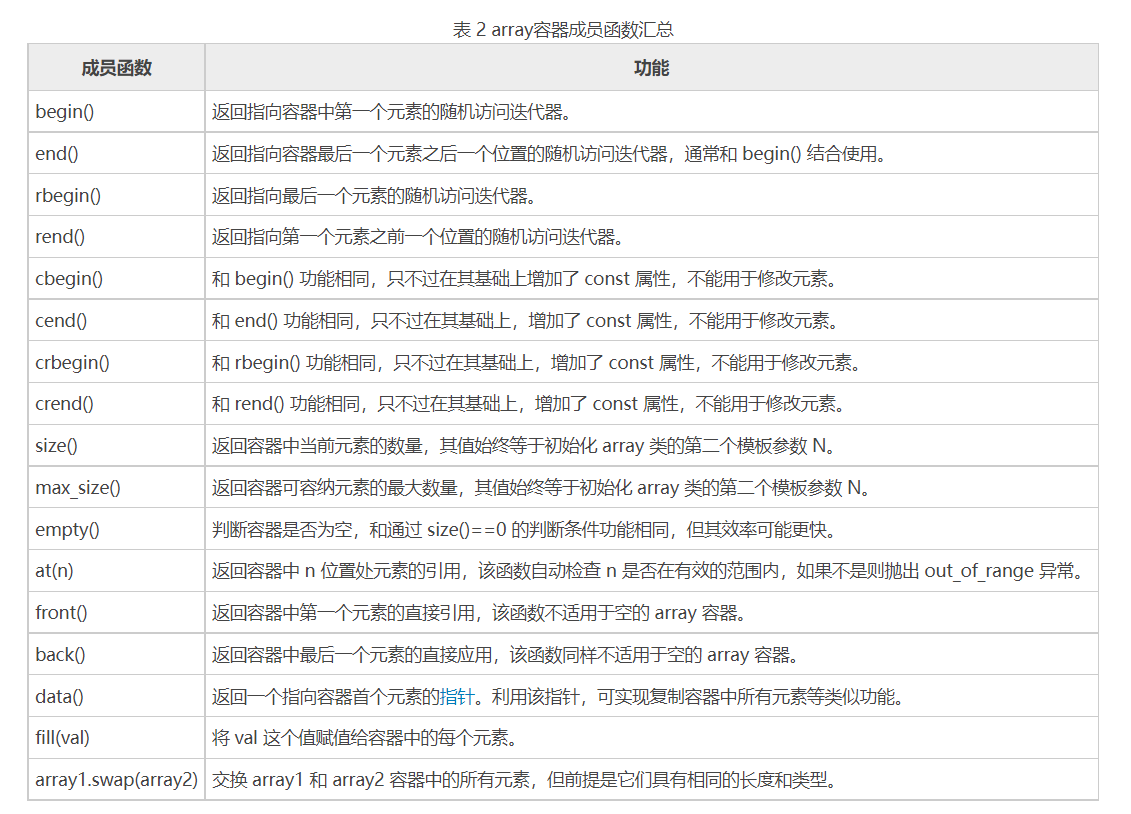 表 2 array容器成员函数汇总
成员函数 功能
begin() 返回指向容器中第一个元素的随机访问迭代器。
end() 返回指向容器最后一个元素之后一个位置的随机访问迭代器，通常和 begin() 结合使用。
rbegin() 返回指向最后一个元素的随机访问迭代器。
rend() 返回指向第一个元素之前一个位置的随机访问迭代器。
cbegin() 和 begin() 功能相同，只不过在其基础上增加了 const 属性，不能用于修改元素。
cend() 和 end() 功能相同，只不过在其基础上，增加了 const 属性，不能用于修改元素。
crbegin() 和 rbegin() 功能相同，只不过在其基础上，增加了 const 属性，不能用于修改元素。
crend() 和 rend() 功能相同，只不过在其基础上，增加了 const 属性，不能用于修改元素。
size() 返回容器中当前元素的数量，其值始终等于初始化 array 类的第二个模板参数 N。
max_size() 返回容器可容纳元素的最大数量，其值始终等于初始化 array 类的第二个模板参数 N。
empty() 判断容器是否为空，和通过 size()==0 的判断条件功能相同，但其效率可能更快。
at(n) 返回容器中 n 位置处元素的引用，该函数自动检查 n 是否在有效的范围内，如果不是则抛出 out_of_range 异常。
front() 返回容器中第一个元素的直接引用，该函数不适用于空的 array 容器。
back() 返回容器中最后一个元素的直接应用，该函数同样不适用于空的 array 容器。
data() 返回一个指向容器首个元素的指针。利用该指针，可实现复制容器中所有元素等类似功能。
fill(val) 将 val 这个值赋值给容器中的每个元素。
array1.swap(array2) 交换 array1 和 array2 容器中的所有元素，但前提是它们具有相同的长度和类型。